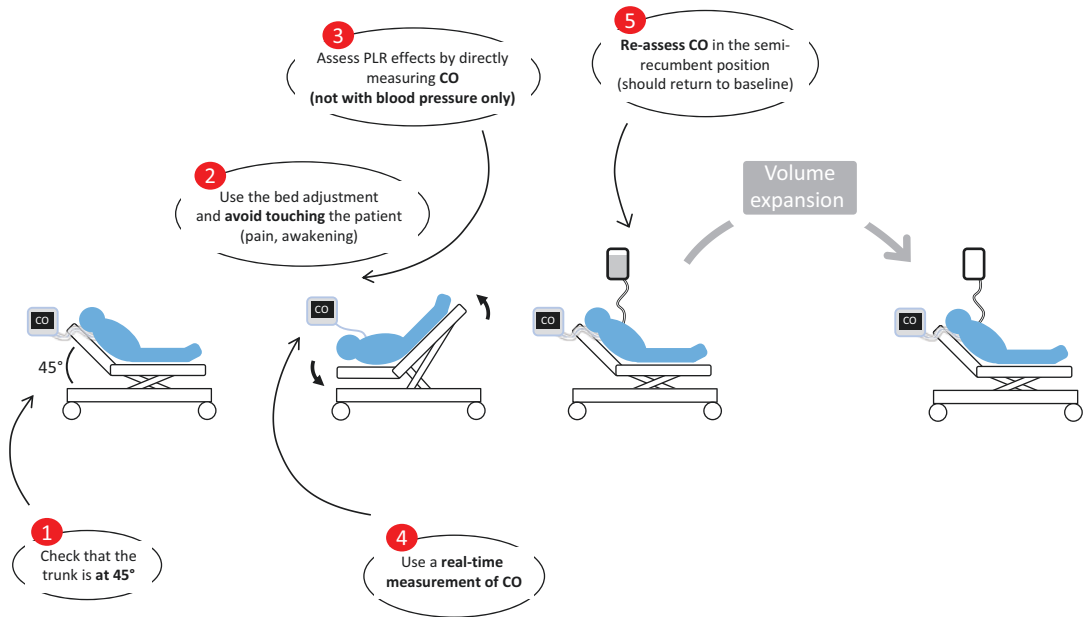 3
Assess PLR effects by directly
measuring CO
(not with blood pressure only)
5
Re-assess CO in the semi-
recumbent position
(should return to baseline)
2
Use the bed adjustment
and avoid touching the patient
(pain, awakening)
Volume
expansion
CO
45°
CO
CO
CO
1
Check that the
trunk is at 45°
4
Use a real-time
measurement of CO